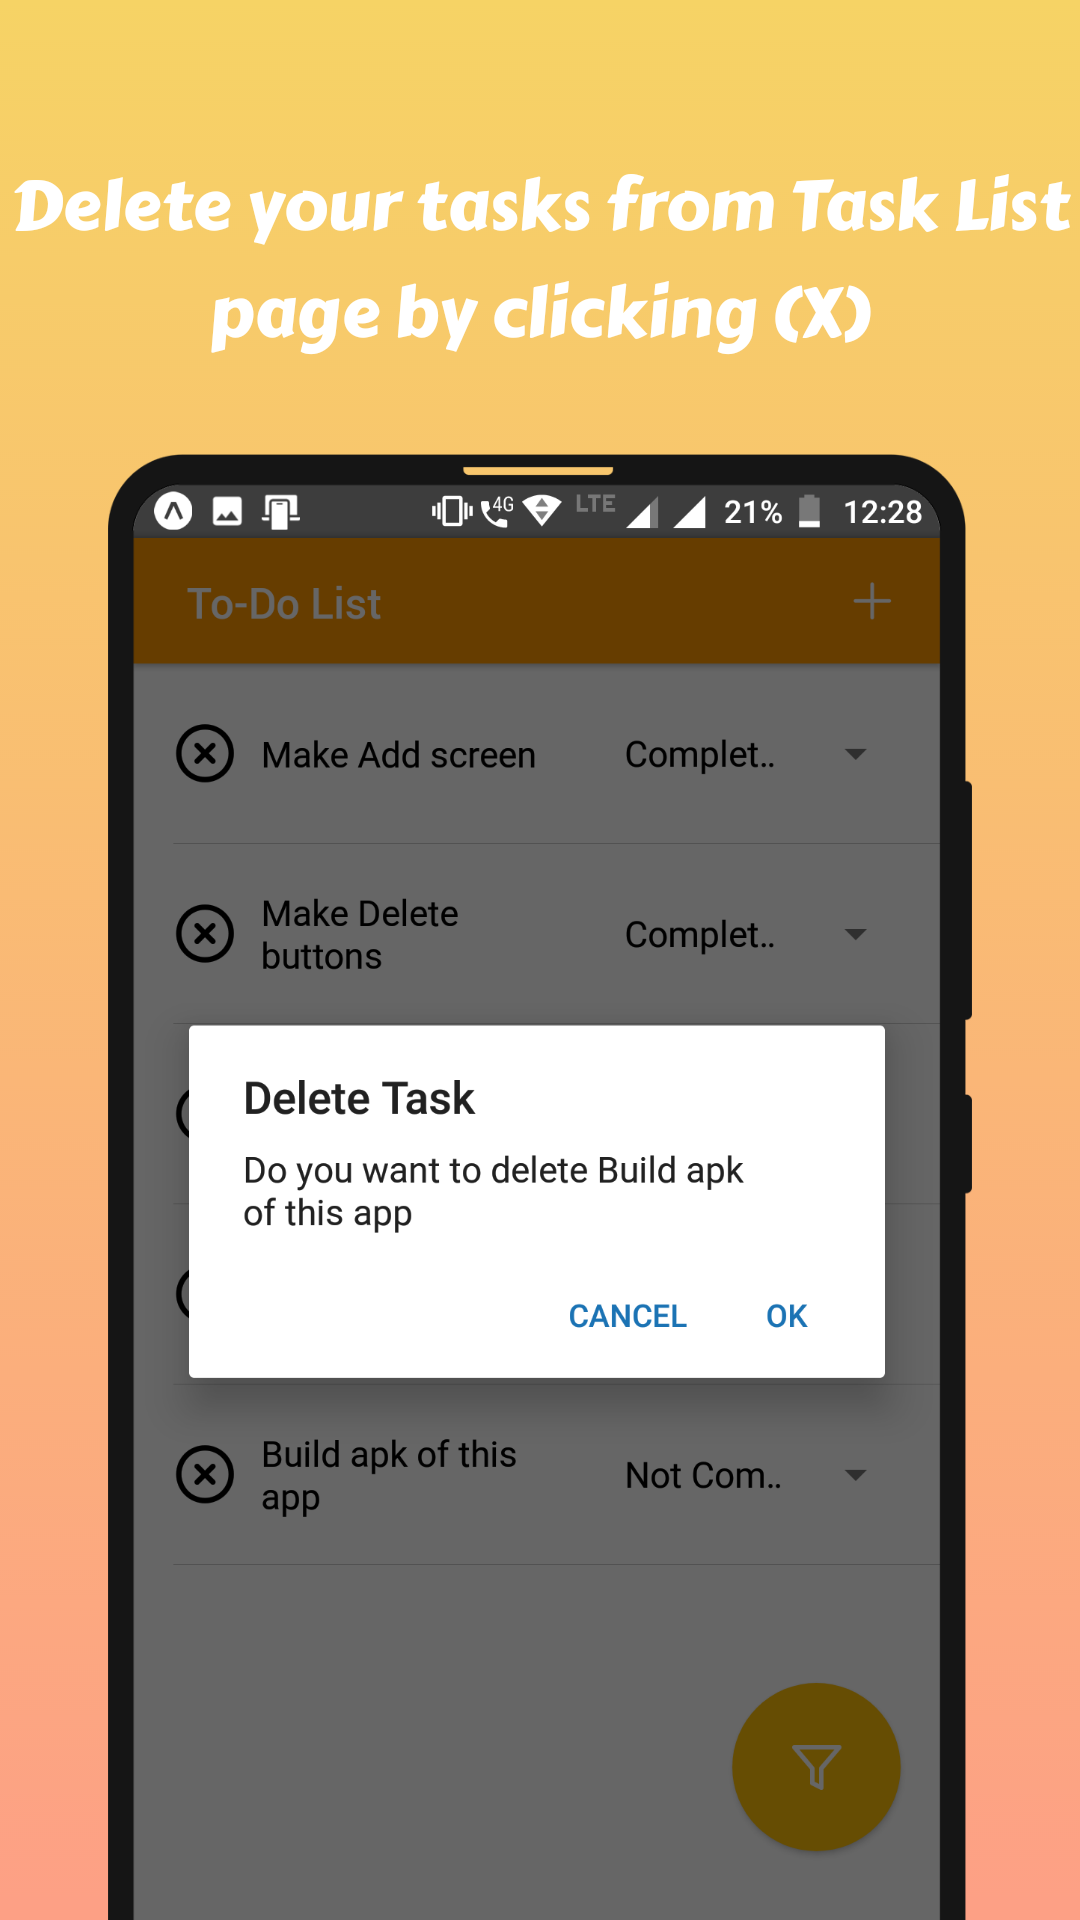 Delete your tasks from Task List
page by clicking (X)
4G LTE 21% 12:28
To-Do List
Make Add screen Complet..
Make Delete
buttons
Complet..
Delete Task
Do you want to delete Build apk
of this app
CANCEL OK
Build apk of this
app
Not Com..